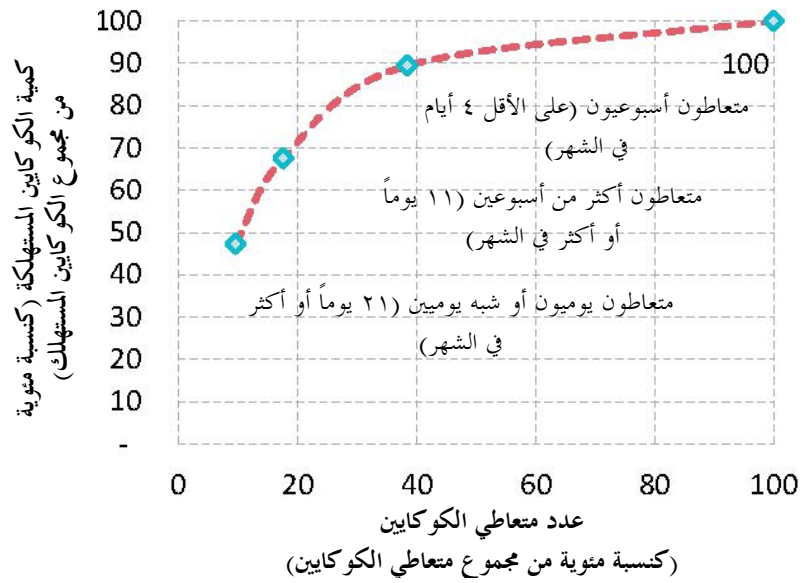 كمية الكوكايين المستهلكة (كنسبة مئوية
من مجموع الكوكايين المستهلك)
100
90
80
70
60
50
40
30
20
10
-
100
متعاطون أسبوعيون (على الأقل ٤ أيام
في الشهر)
متعاطون أكثر من أسبوعين (١١ يوماً
أو أكثر في الشهر)
متعاطون يوميون أو شبه يوميين (٢١ يوماً أو أكثر
في الشهر)
0 20 40 60 80 100
عدد متعاطي الكوكايين
(كنسبة مئوية من مجموع متعاطي الكوكايين)